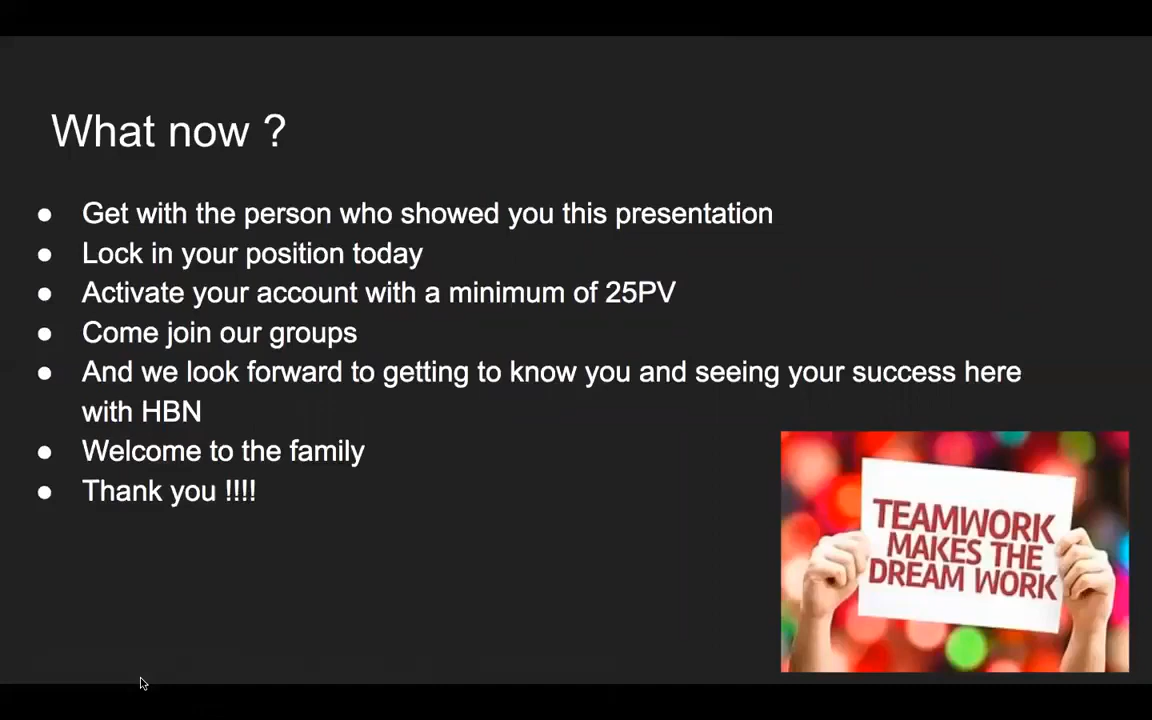 What now ?
● Get with the person who showed you this presentation
● Lock in your position today
● Activate your account with a minimum of 25PV
● Come join our groups
● And we look forward to getting to know you and seeing your success here
with HBN
● Welcome to the family
● Thank you !!!!
TEAMWORK
MAKES THE
DREAM WORK